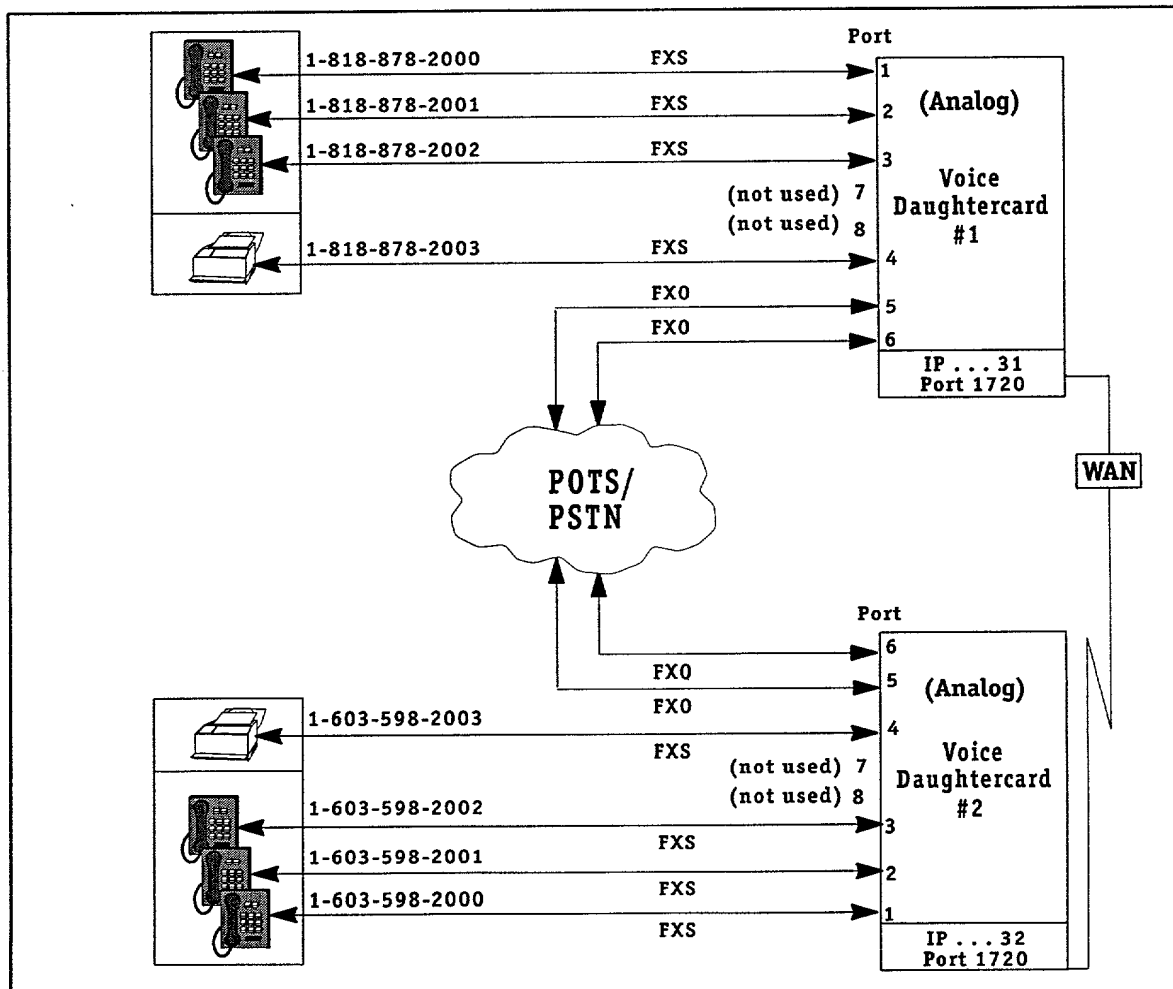 Port
1-818-878-2000 FXS 1
(Analog)
1-818-878-2001 FXS 2
1-818-878-2002 FXS 3
Voice
Daughtercard
#1
(not used) 7
(not used) 8
1-818-878-2003 FXS 4
FXO 5
FXO 6
IP . . . 31
Port 1720
WAN
POTS/
PSTN
Port
6
FXO 5
(Analog)
FXO
1-603-598-2003 4
FXS
Voice
Daughtercard
#2
(not used) 7
(not used) 8
1-603-598-2002 3
FXS
1-603-598-2001 2
FXS
1-603-598-2000 1
FXS
IP . . . 32
Port 1720